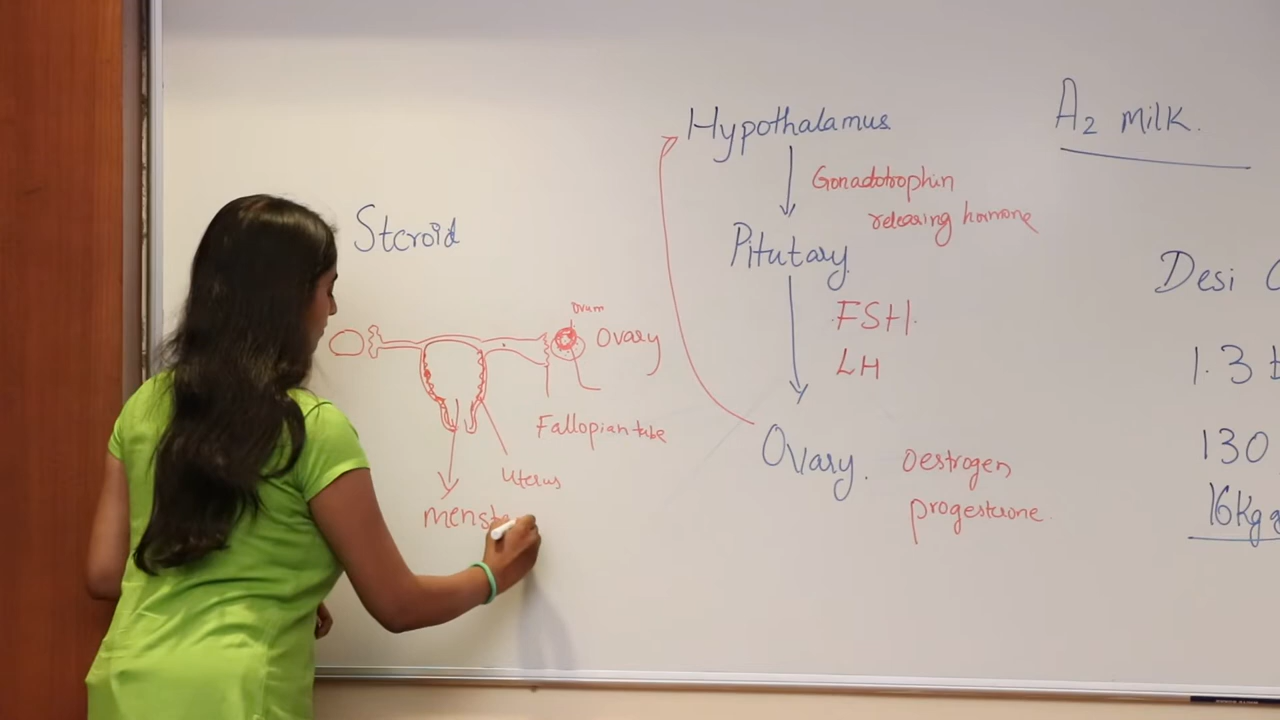 Steroid
Ovum
Ovary
Fallopian tube
Uterus
menst
Hypothalamus
Gonadotrophin
releasing hormone
Pitutary
FSH
LH
Ovary.
Oestrogen
progesterone.
A2 milk.
Desi
1.3
130
16kg